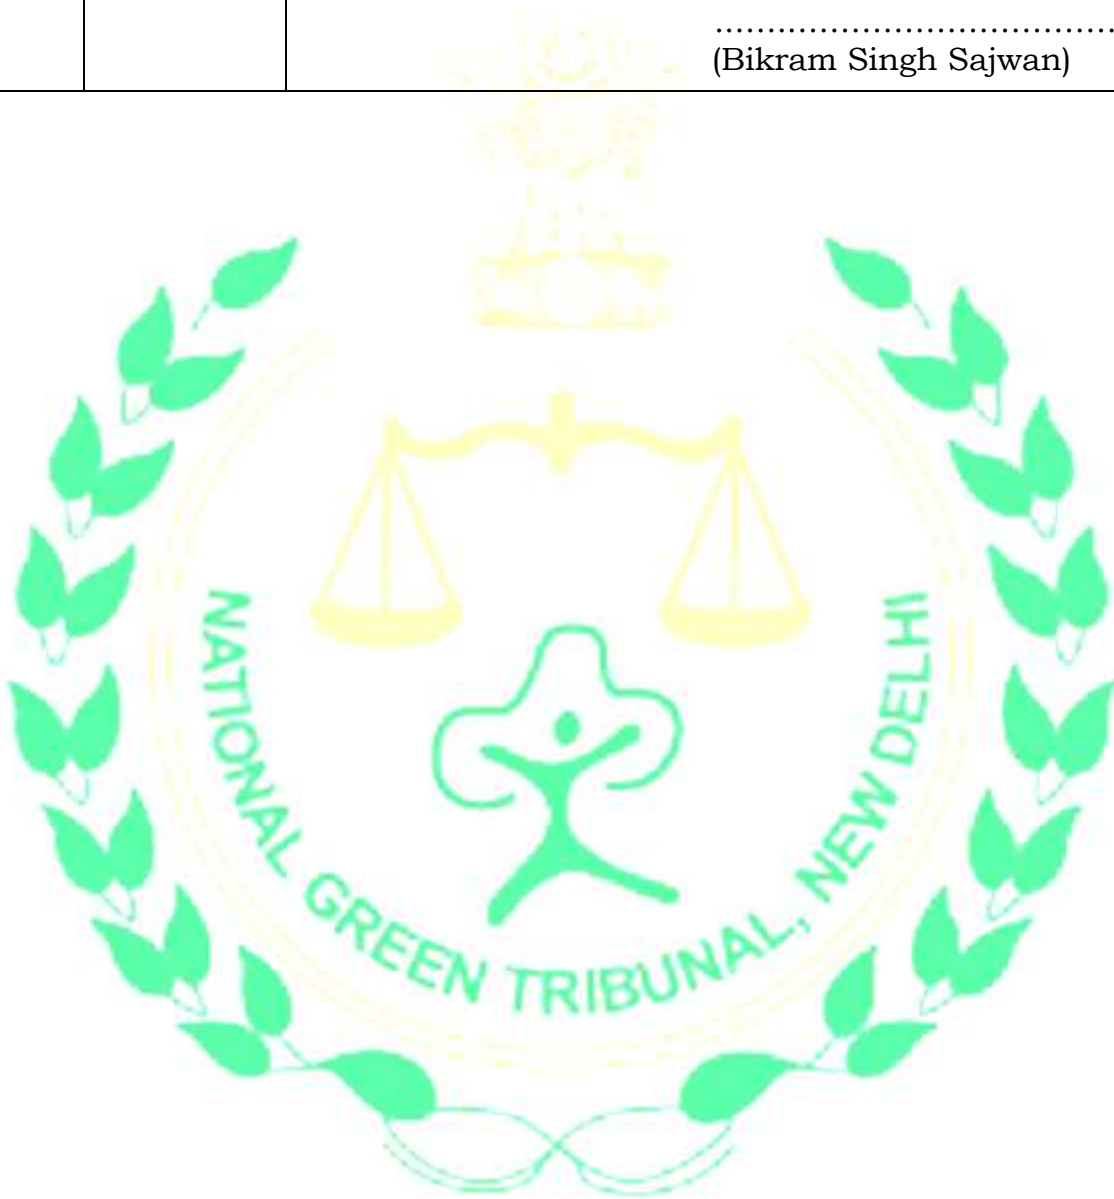 .......................................
(Bikram Singh Sajwan)
NATIONAL GREEN TRIBUNAL, NEW DELHI